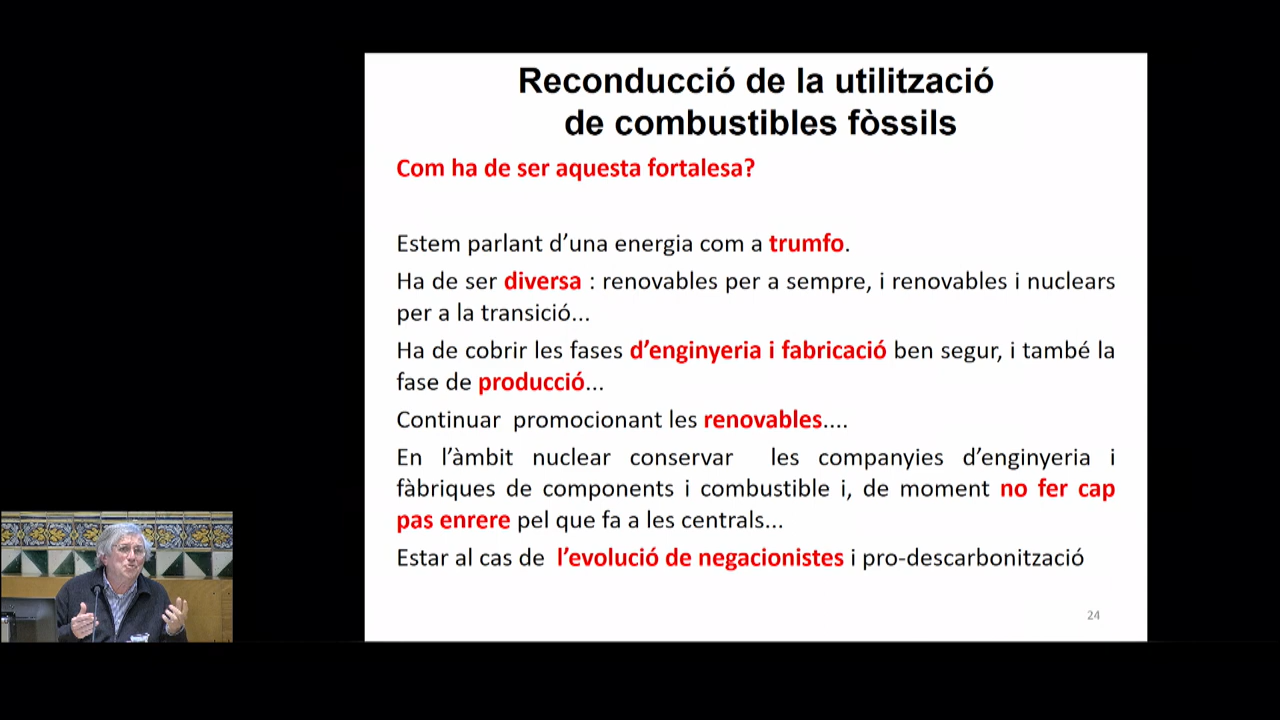 Reconducció de la utilització
de combustibles fòssils
Com ha de ser aquesta fortalesa?
Estem parlant d’una energia com a trumfo.
Ha de ser diversa : renovables per a sempre, i renovables i nuclears
per a la transició...
Ha de cobrir les fases d’enginyeria i fabricació ben segur, i també la
fase de producció...
Continuar promocionant les renovables....
En l’àmbit nuclear conservar les companyies d’enginyeria i
fàbriques de components i combustible i, de moment no fer cap
pas enrere pel que fa a les centrals...
Estar al cas de l’evolució de negacionistes i pro-descarbonització
24